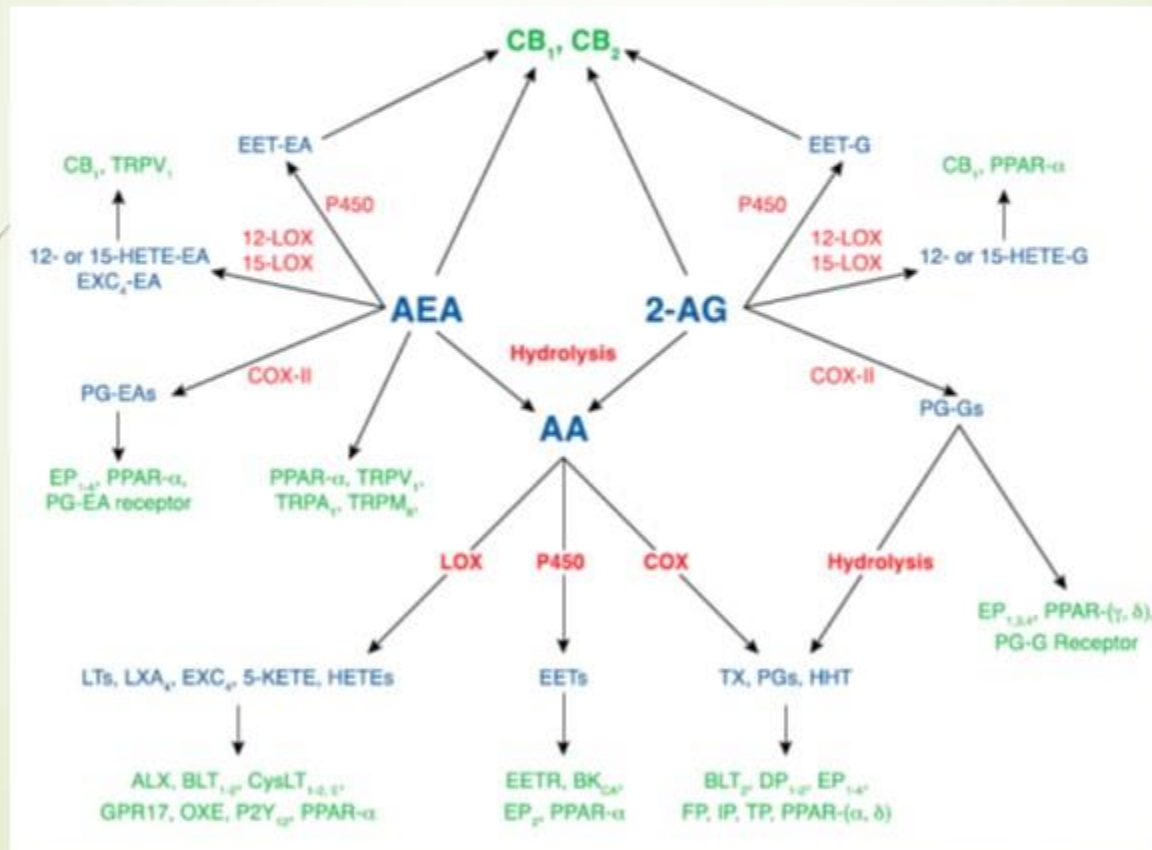 CB₁, CB₂
EET-EA
EET-G
CB₁, TRPV₁
CB₁, PPAR-α
P450
P450
12-LOX
15-LOX
12-LOX
15-LOX
12- or 15-HETE-EA
EXC₄-EA
12- or 15-HETE-G
AEA
2-AG
Hydrolysis
COX-II
COX-II
PG-EAs
PG-Gs
AA
EP₁₋₄, PPAR-α,
PG-EA receptor
PPAR-α, TRPV₁,
TRPA₁, TRPM₈,
LOX
P450
COX
Hydrolysis
EP₁,₃,₄, PPAR-(γ, δ),
PG-G Receptor
LTs, LXA₄, EXC₄, 5-KETE, HETEs
EETs
TX, PGs, HHT
ALX, BLT₁₋₂, CysLT₁₋₂,
GPR17, OXE, P2Y₁₂, PPAR-α
EETR, BK
EP₂, PPAR-α
BLT₂, DP₁₋₂, EP₁₋₄,
FP, IP, TP, PPAR-(α, δ)